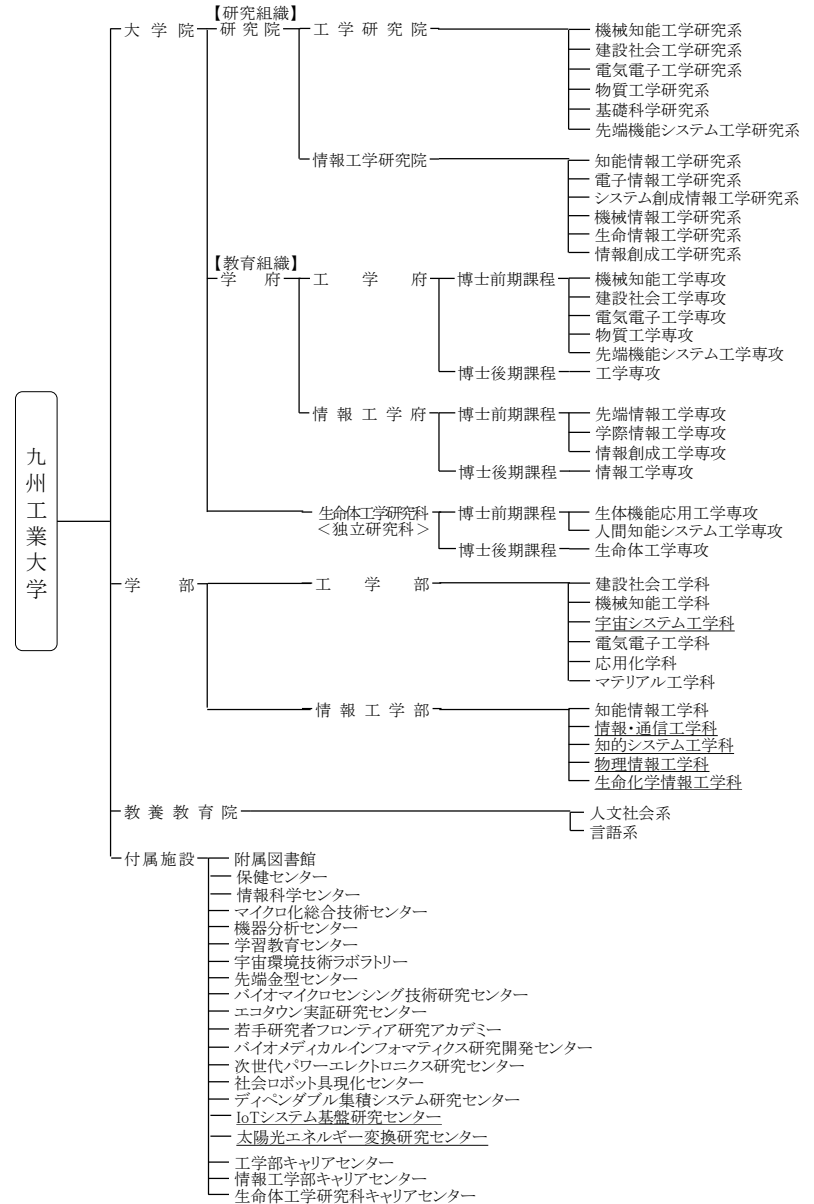 九州工業大学
大学院
【研究組織】
研究院
工学研究院
機械知能工学研究系
建設社会工学研究系
電気電子工学研究系
物質工学研究系
基礎科学研究系
先端機能システム工学研究系
情報工学研究院
知能情報工学研究系
電子情報工学研究系
システム創成情報工学研究系
機械情報工学研究系
生命情報工学研究系
情報創成工学研究系
【教育組織】
学府
工学府
博士前期課程
機械知能工学専攻
建設社会工学専攻
電気電子工学専攻
物質工学専攻
先端機能システム工学専攻
博士後期課程
工学専攻
情報工学府
博士前期課程
先端情報工学専攻
学際情報工学専攻
情報創成工学専攻
博士後期課程
情報工学専攻
生命体工学研究科
＜独立研究科＞
博士前期課程
生体機能応用工学専攻
人間知能システム工学専攻
博士後期課程
生命体工学専攻
学部
工学部
建設社会工学科
機械知能工学科
宇宙システム工学科
電気電子工学科
応用化学科
マテリアル工学科
情報工学部
知能情報工学科
情報・通信工学科
知的システム工学科
物理情報工学科
生命化学情報工学科
教養教育院
人文社会系
言語系
付属施設
附属図書館
保健センター
情報科学センター
マイクロ化総合技術センター
機器分析センター
学習教育センター
宇宙環境技術ラボラトリー
先端金型センター
バイオマイクロセンシング技術研究センター
エコタウン実証研究センター
若手研究者フロンティア研究アカデミー
バイオメディカルインフォマティクス研究開発センター
次世代パワーエレクトロニクス研究センター
社会ロボット具現化センター
ディペンダブル集積システム研究センター
IoTシステム基盤研究センター
太陽光エネルギー変換研究センター
工学部キャリアセンター
情報工学部キャリアセンター
生命体工学研究科キャリアセンター